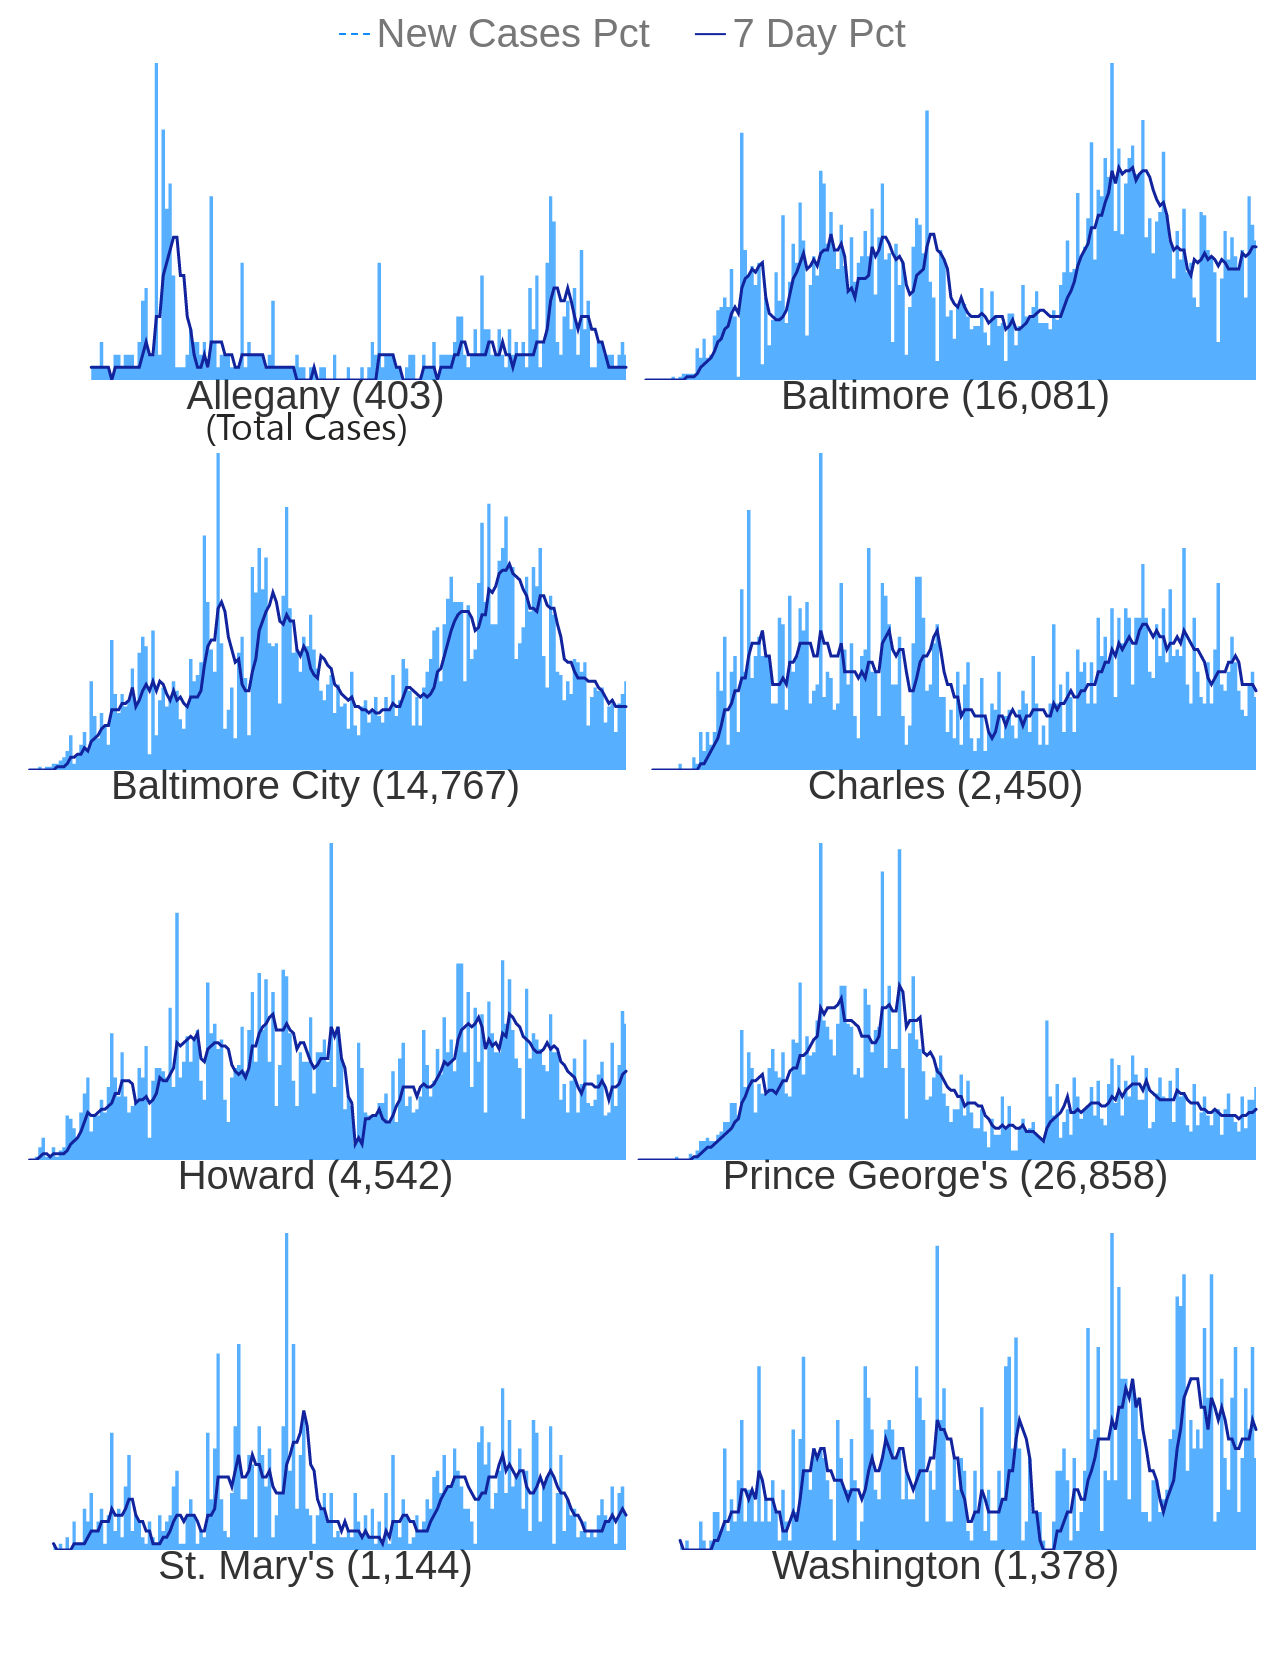 New Cases Pct 7 Day Pct
Allegany (403) Baltimore (16,081)
(Total Cases)
Baltimore City (14,767) Charles (2,450)
Howard (4,542) Prince George's (26,858)
St. Mary's (1,144) Washington (1,378)